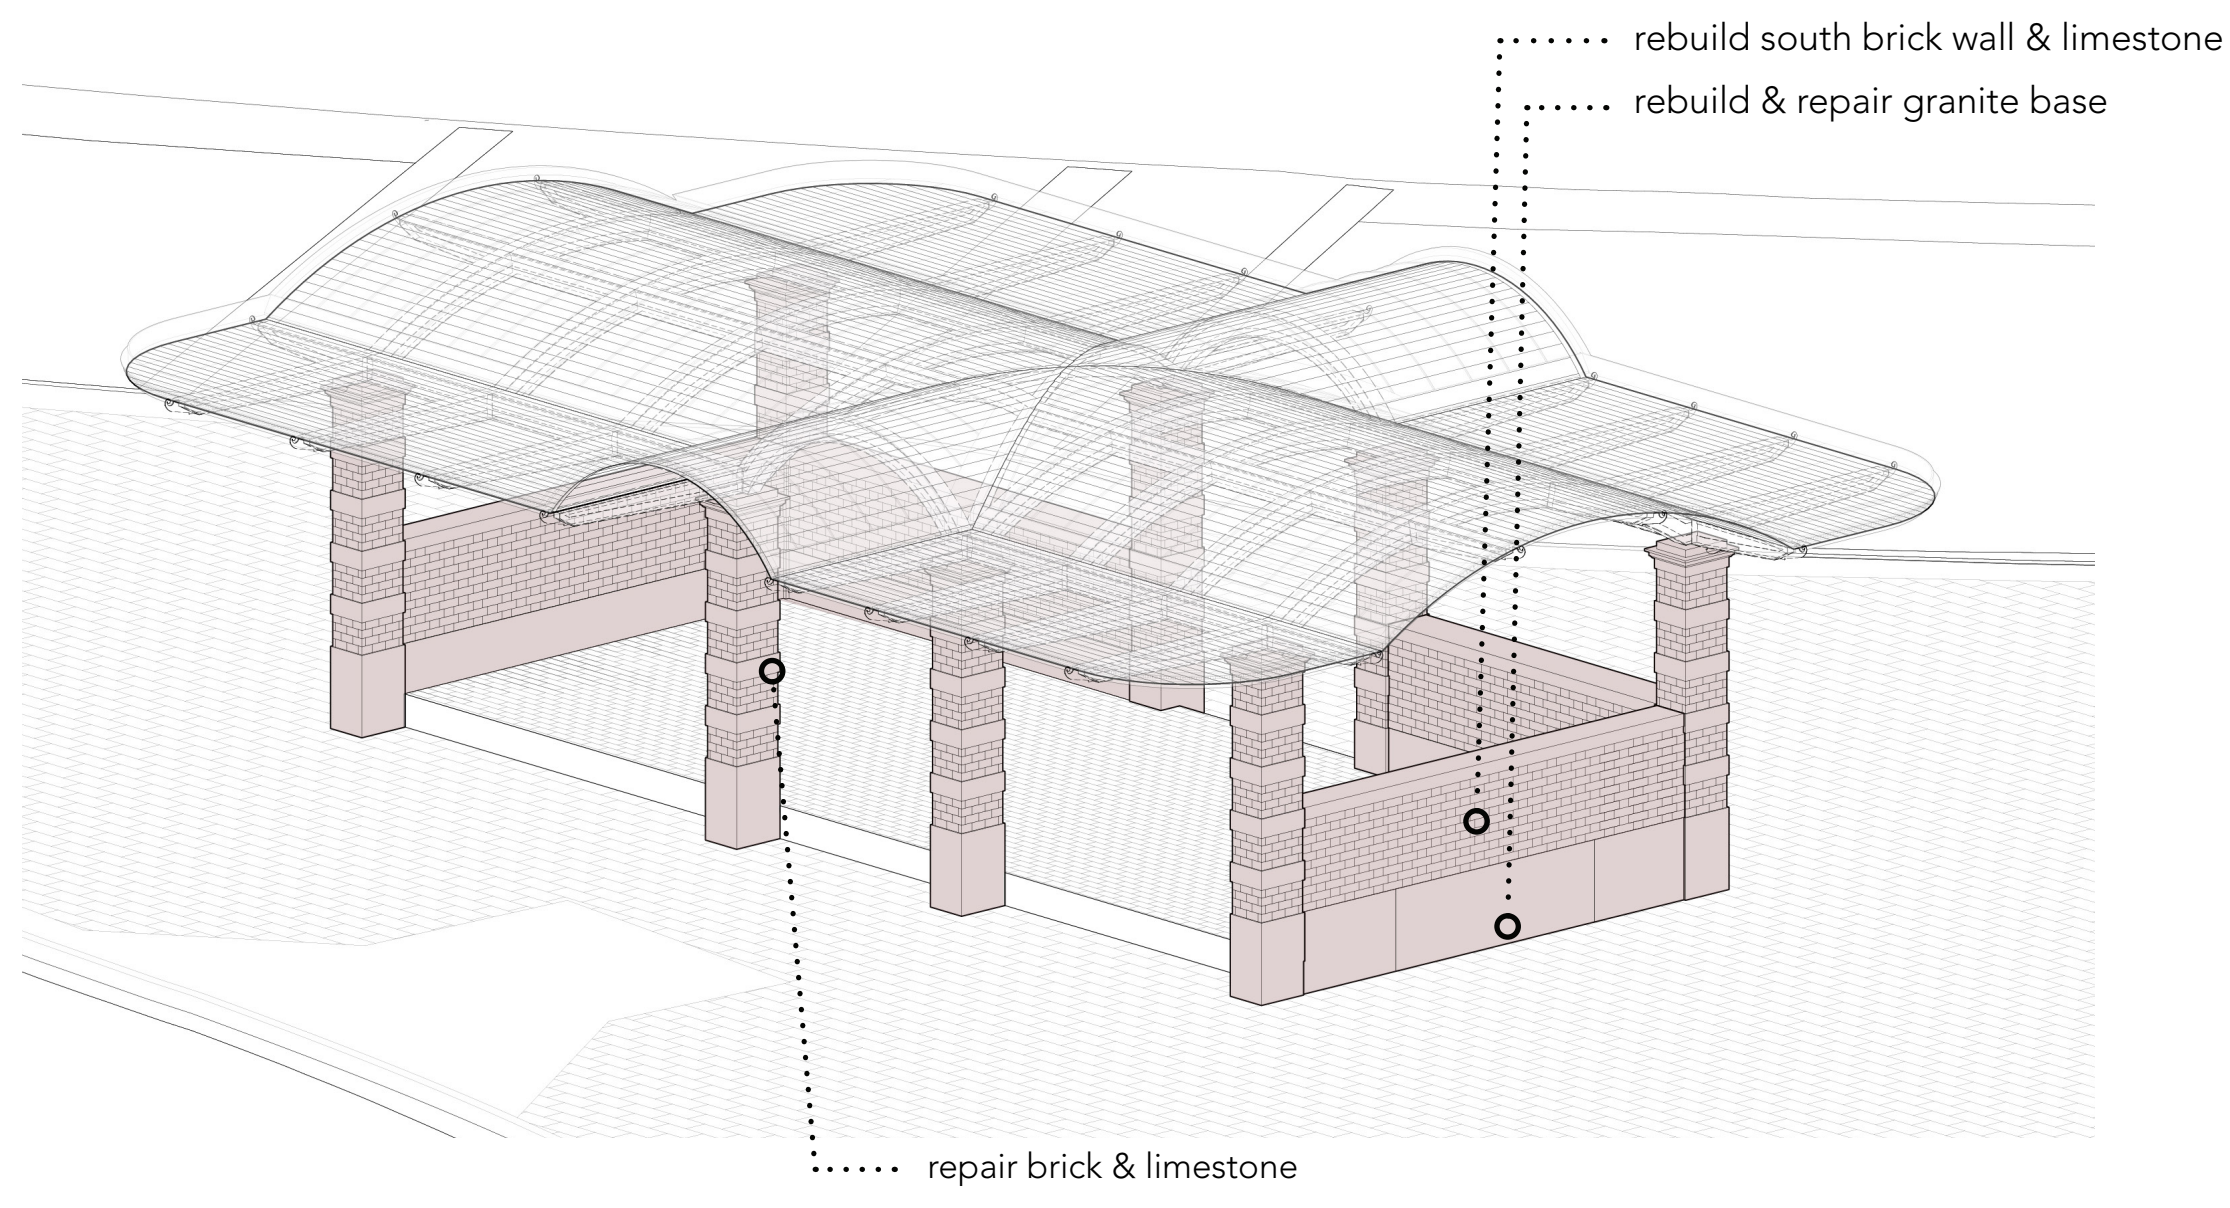 rebuild south brick wall & limestone
rebuild & repair granite base
repair brick & limestone